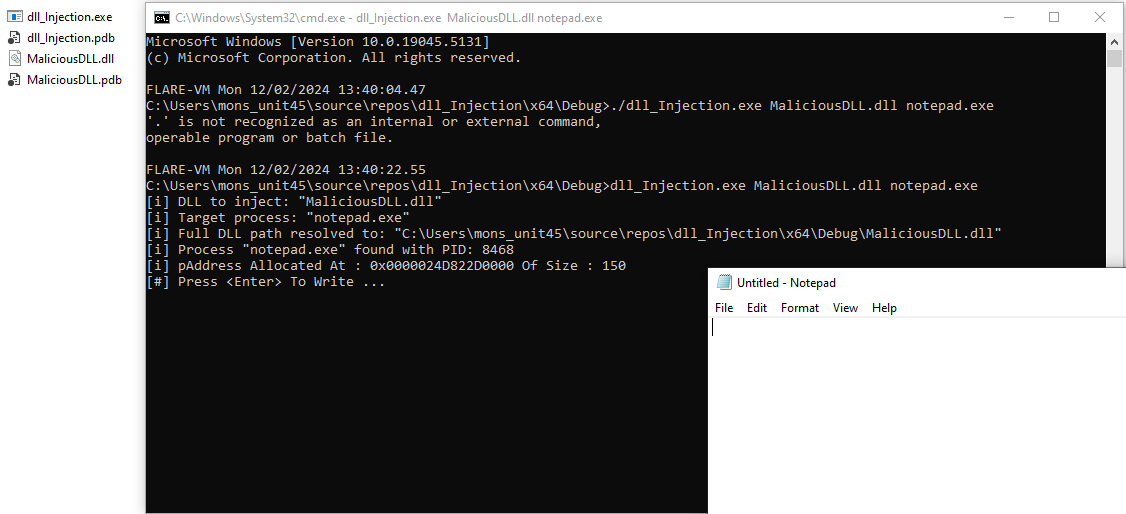 dll_Injection.exe
dll_Injection.pdb
MaliciousDLL.dll
MaliciousDLL.pdb
C:\Windows\System32\cmd.exe - dll_Injection.exe  MaliciousDLL.dll notepad.exe
Microsoft Windows [Version 10.0.19045.5131]
(c) Microsoft Corporation. All rights reserved.
FLARE-VM Mon 12/02/2024 13:40:04.47
C:\Users\mons_unit45\source\repos\dll_Injection\x64\Debug>./dll_Injection.exe MaliciousDLL.dll notepad.exe
'.' is not recognized as an internal or external command,
operable program or batch file.
FLARE-VM Mon 12/02/2024 13:40:22.55
C:\Users\mons_unit45\source\repos\dll_Injection\x64\Debug>dll_Injection.exe MaliciousDLL.dll notepad.exe
[i] DLL to inject: "MaliciousDLL.dll"
[i] Target process: "notepad.exe"
[i] Full DLL path resolved to: "C:\Users\mons_unit45\source\repos\dll_Injection\x64\Debug\MaliciousDLL.dll"
[i] Process "notepad.exe" found with PID: 8468
[i] pAddress Allocated At : 0x0000024D822D0000 Of Size : 150
[#] Press <Enter> To Write ...
Untitled - Notepad
File Edit Format View Help